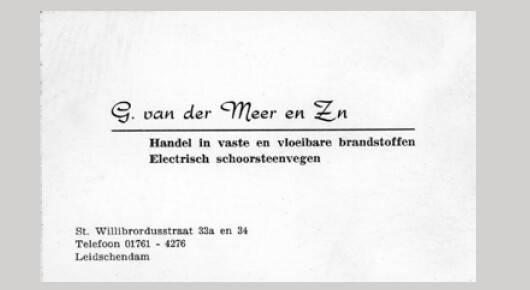 G. van der Meer en Zn
Handel in vaste en vloeibare brandstoffen
Electrisch schoorsteenvegen
St. Willibrordusstraat 33a en 34
Telefoon 01761 - 4276
Leidschendam